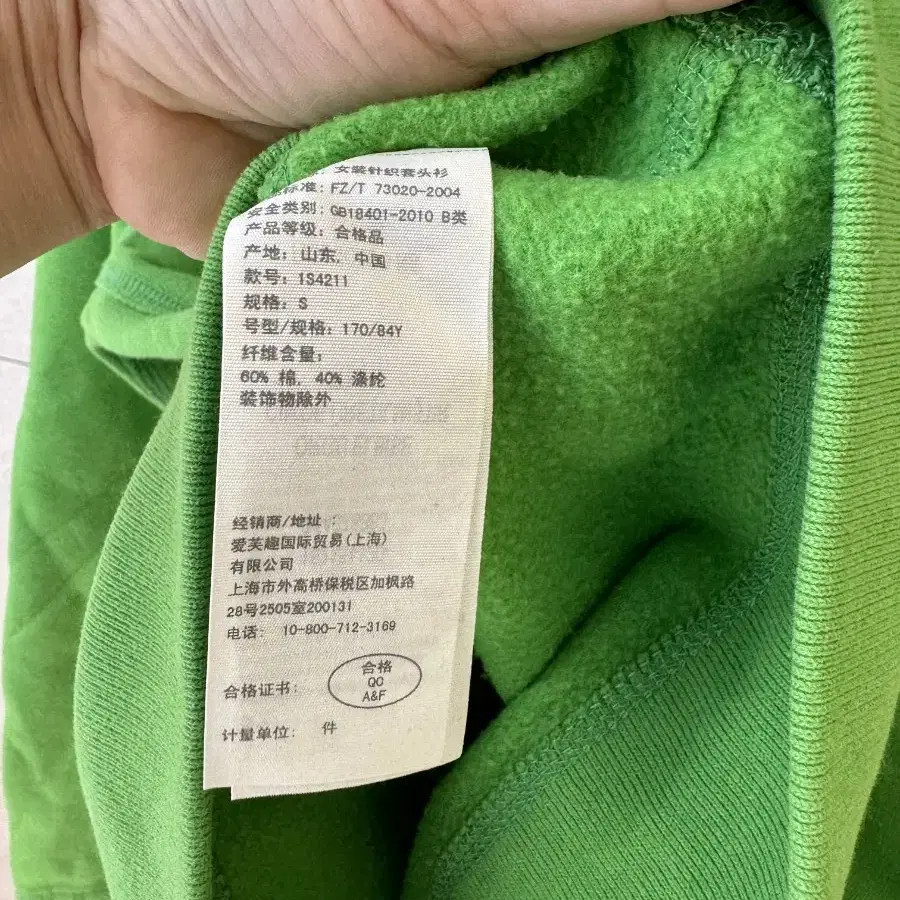 女装针织套头衫
标准: FZ/T 73020-2004
安全类别: GB18401-2010 B类
产品等级: 合格品
产地: 山东, 中国
款号: 1S4211
规格: S
号型/规格: 170/84Y
纤维含量:
60% 棉, 40% 涤纶
装饰物除外
经销商/地址 :
爱芙趣国际贸易(上海)
有限公司
上海市外高桥保税区加枫路
28号2505室200131
电话: 10-800-712-3169
合格证书:
合格
QC
A&F
计量单位: 件